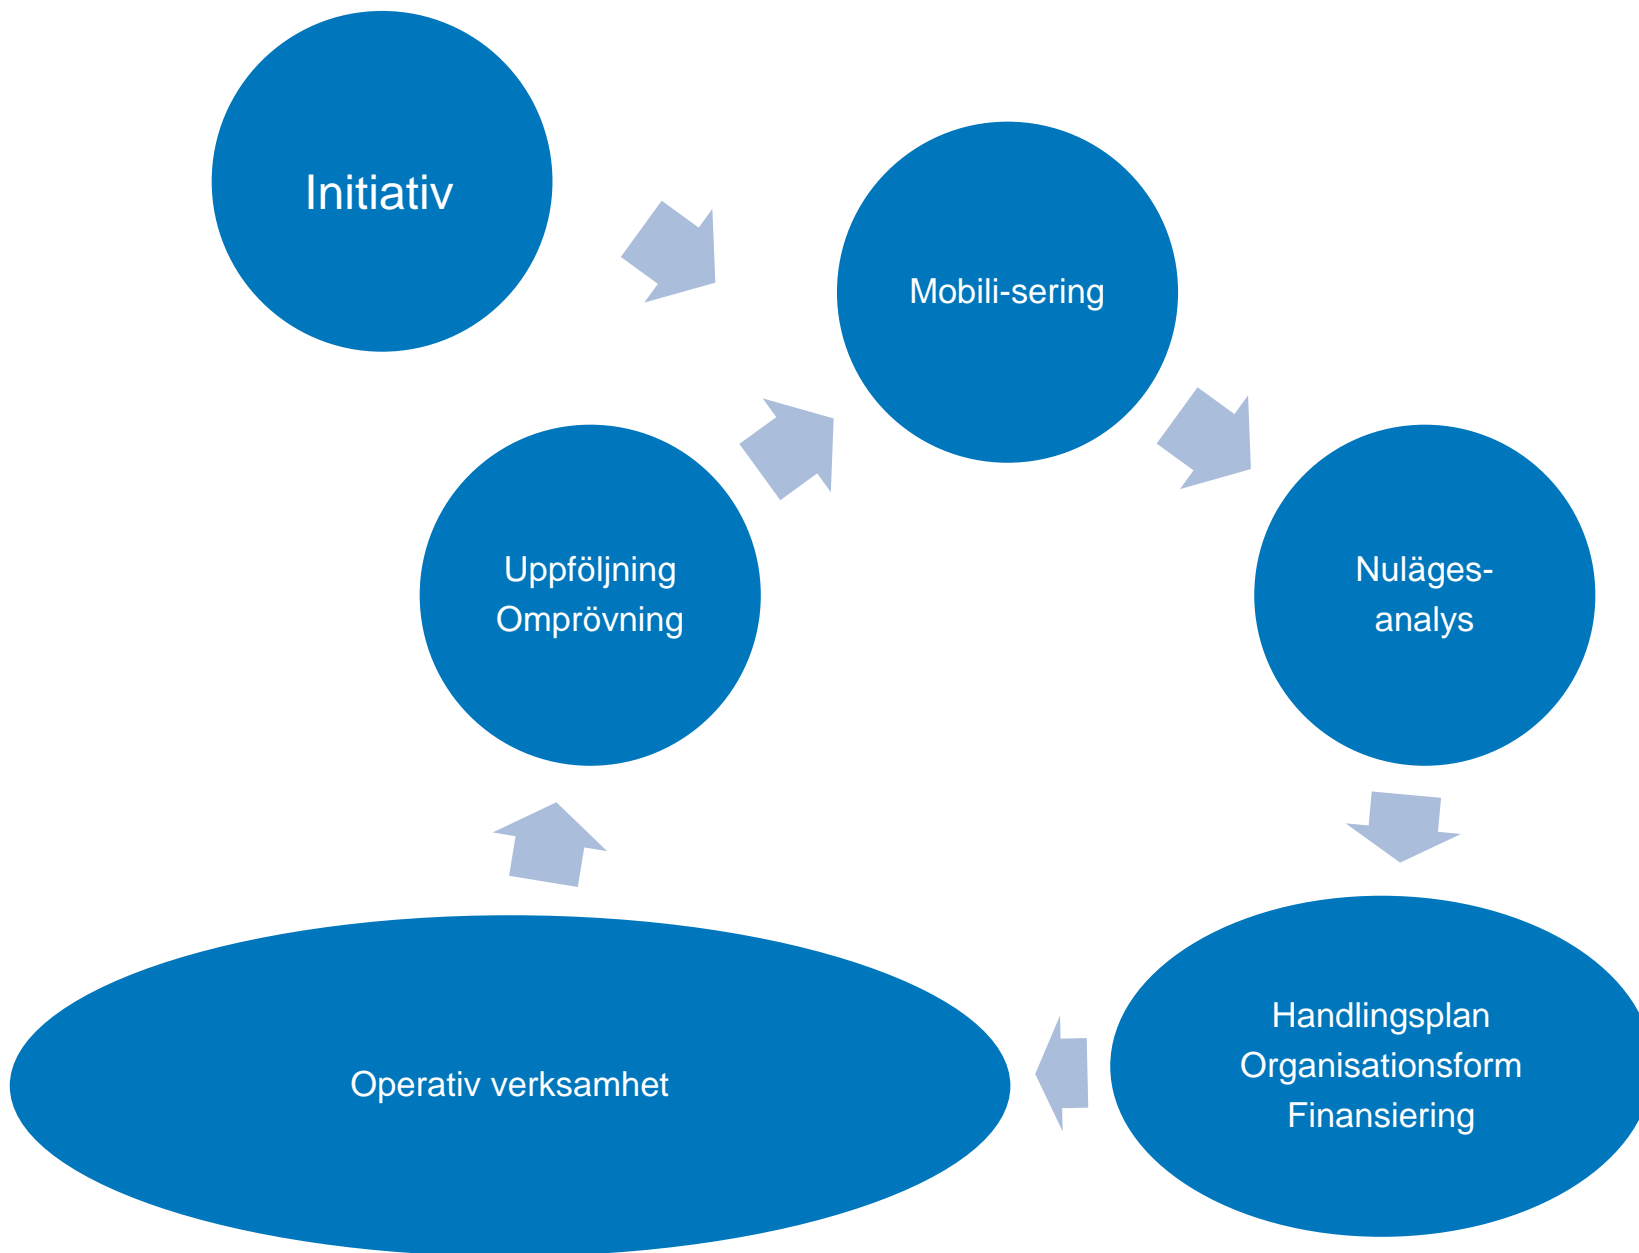 Initiativ
Mobili-sering
Uppföljning
Omprövning
Nuläges-
analys
Handlingsplan
Organisationsform
Finansiering
Operativ verksamhet